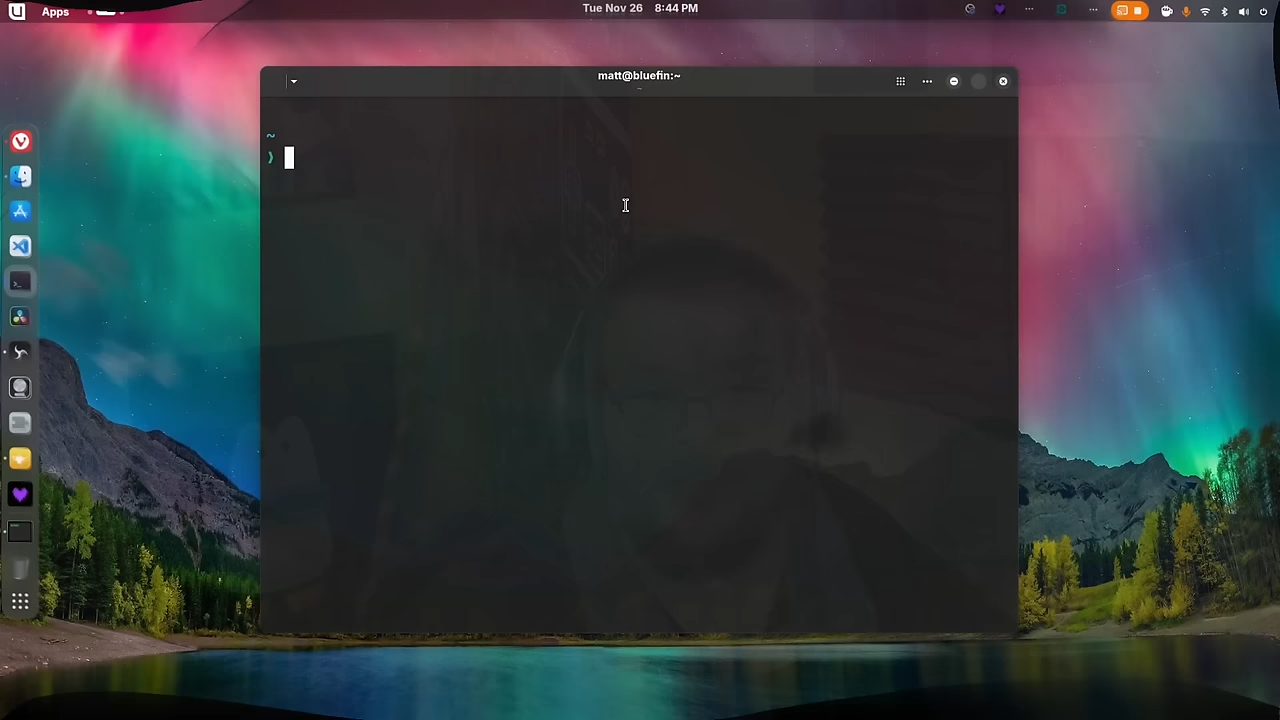 Apps
Tue Nov 26 8:44 PM
matt@bluefin:~
~
~
❯